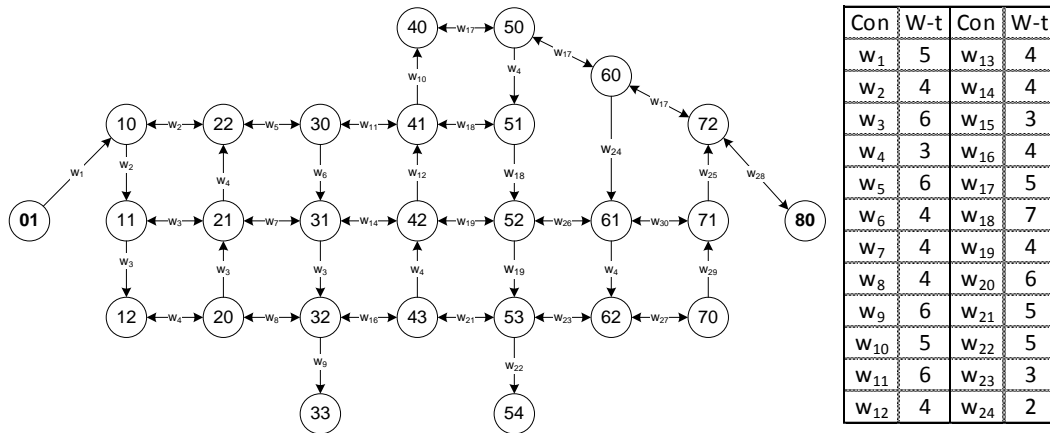 40 w17 50
w17
60
w10 w4 w17
10 w2 22 w5 30 w11 41 w18 51 72
w1 w2 w4 w6 w12 w18 w24 w25 w28
01 11 w3 21 w7 31 w14 42 w19 52 w26 61 w30 71 80
w3 w3 w3 w4 w19 w4 w29
12 w4 20 w8 32 w16 43 w21 53 w23 62 w27 70
w9 w22
33 54
Con W-t Con W-t
w1 5 w13 4
w2 4 w14 4
w3 6 w15 3
w4 3 w16 4
w5 6 w17 5
w6 4 w18 7
w7 4 w19 4
w8 4 w20 6
w9 6 w21 5
w10 5 w22 5
w11 6 w23 3
w12 4 w24 2